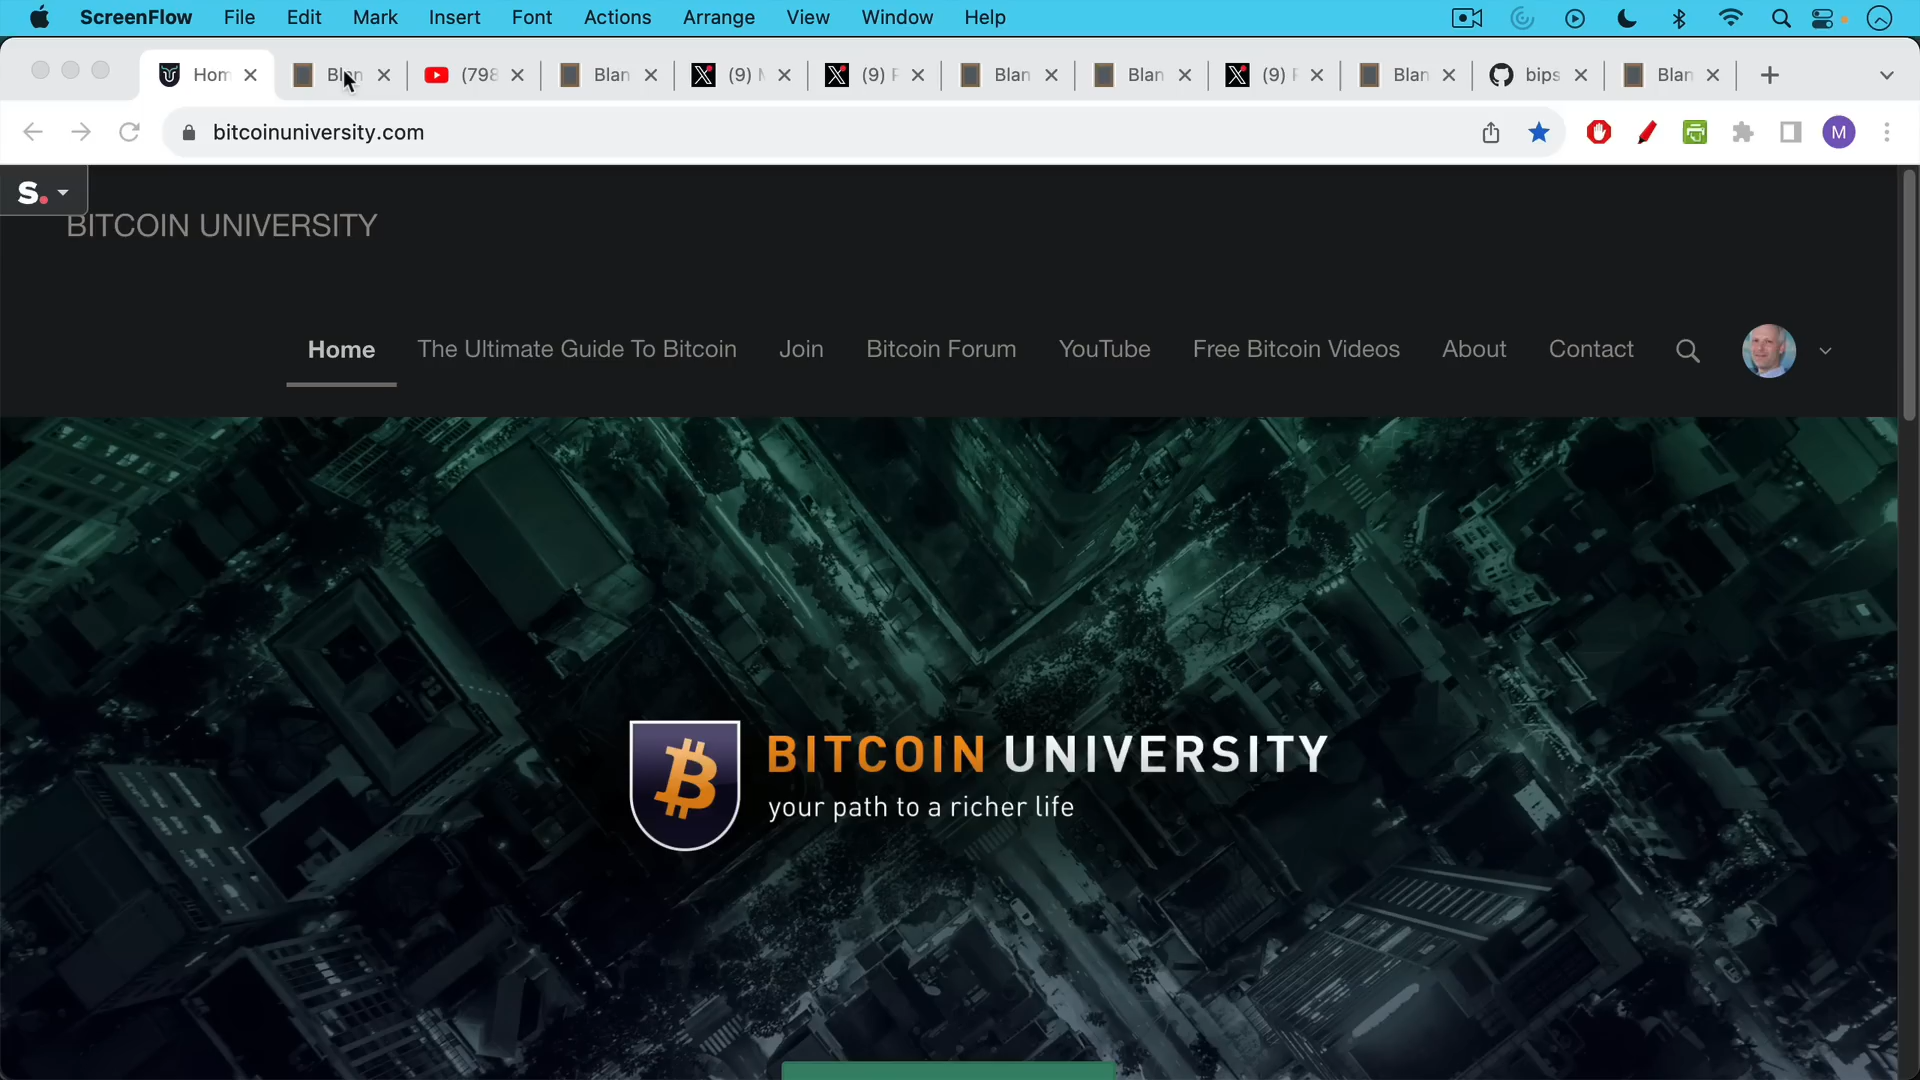 ScreenFlow File Edit Mark Insert Font Actions Arrange View Window Help
Hom Blan (798 Blan (9) Blan Blan (9) Blan bips Blan
bitcoinuniversity.com
M
S.
BITCOIN UNIVERSITY
Home The Ultimate Guide To Bitcoin Join Bitcoin Forum YouTube Free Bitcoin Videos About Contact
BITCOIN UNIVERSITY
your path to a richer life